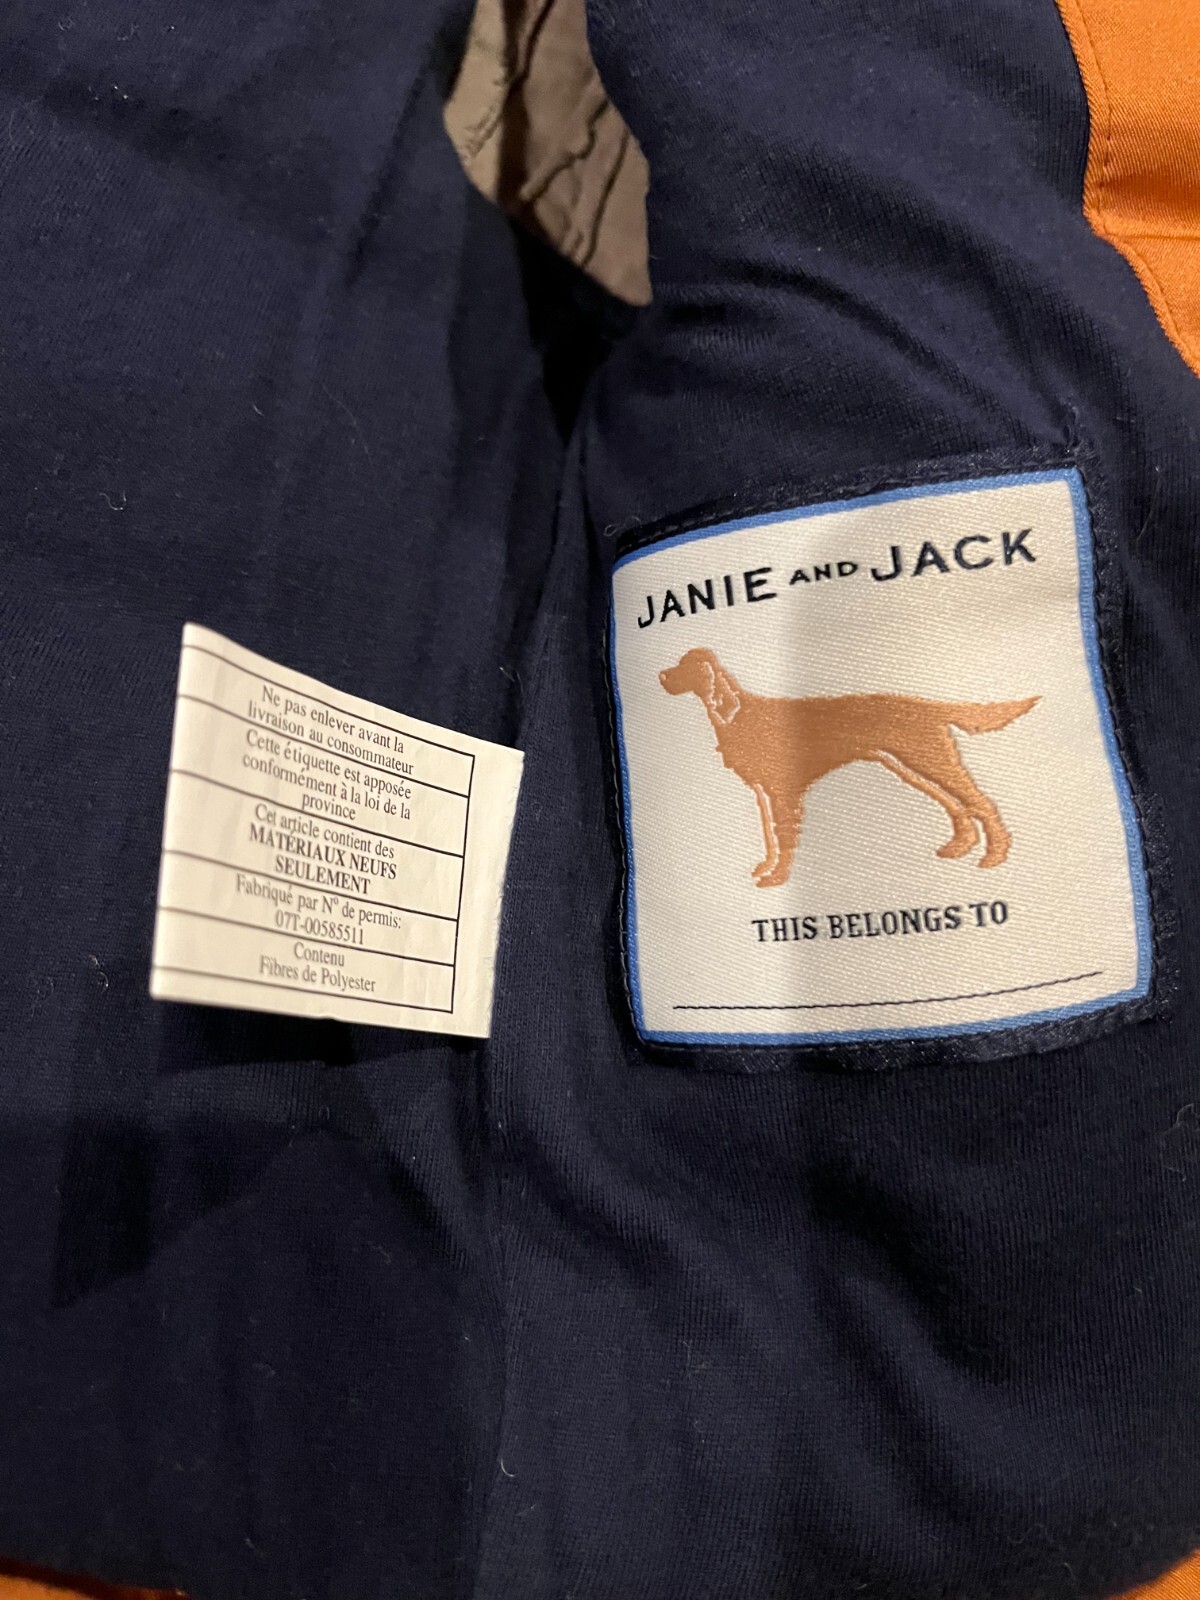 Ne pas enlever avant la
livraison au consommateur
Cette étiquette est apposée
conformément à la loi de la
province
Cet article contient des
MATÉRIAUX NEUFS
SEULEMENT
Fabriqué par Nº de permis:
07T-00585511
Contenu
Fibres de Polyester
JANIE AND JACK
THIS BELONGS TO